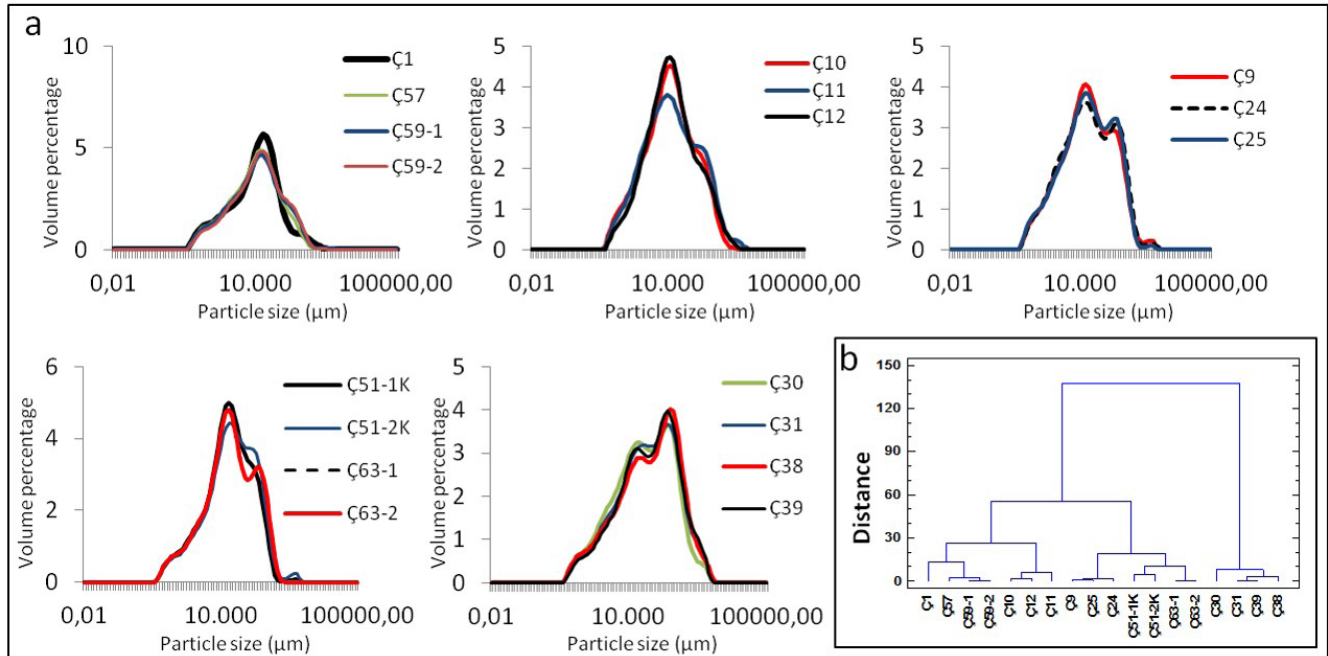 a
10
5
0
Volume percentage
0,01 10.000 100000,00
Particle size (µm)
Ç1
Ç57
Ç59-1
Ç59-2
5
4
3
2
1
0
Volume percentage
0,01 10.000 100000,00
Particle size (µm)
Ç10
Ç11
Ç12
5
4
3
2
1
0
Volume percentage
0,01 10.000 100000,00
Particle size (µm)
Ç9
Ç24
Ç25
6
4
2
0
Volume percentage
0,01 10.000 100000,00
Particle size (µm)
Ç51-1K
Ç51-2K
Ç63-1
Ç63-2
5
4
3
2
1
0
Volume percentage
0,01 10.000 100000,00
Particle size (µm)
Ç30
Ç31
Ç38
Ç39
b
150
120
90
60
30
0
Distance
Ç1 Ç57 Ç59-1 Ç59-2 Ç10 Ç12 Ç11 Ç9 Ç25 Ç24 Ç51-1K Ç51-2K Ç63-1 Ç63-2 Ç30 Ç31 Ç39 Ç38